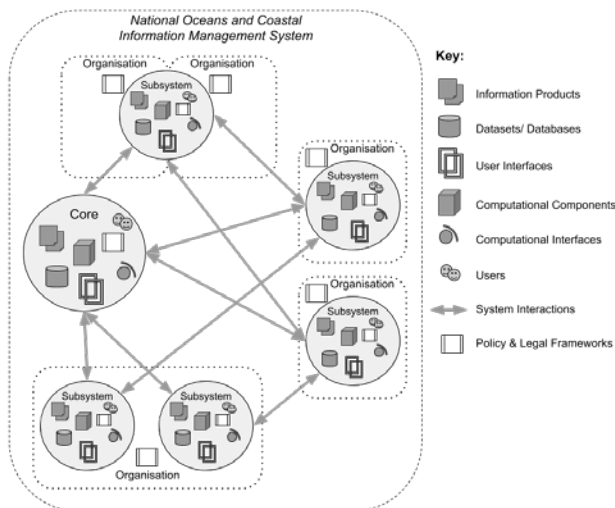 National Oceans and Coastal
Information Management System
Organisation
Organisation
Subsystem
Organisation
Subsystem
Core
Organisation
Subsystem
Subsystem
Subsystem
Organisation
Key:
Information Products
Datasets/ Databases
User Interfaces
Computational Components
Computational Interfaces
Users
System Interactions
Policy & Legal Frameworks